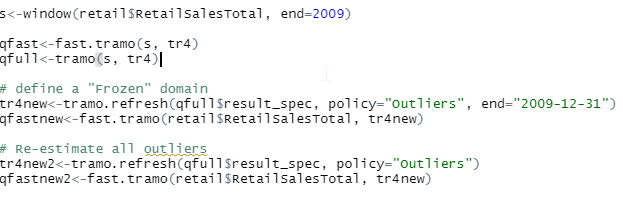 s<-window(retail$RetailSalesTotal, end=2009)
qfast<-fast.tramo(s, tr4)
qfull<-tramo(s, tr4)
# define a "Frozen" domain
tr4new<-tramo.refresh(qfull$result_spec, policy="Outliers", end="2009-12-31")
qfastnew<-fast.tramo(retail$RetailSalesTotal, tr4new)
# Re-estimate all outliers
tr4new2<-tramo.refresh(qfull$result_spec, policy="Outliers")
qfastnew2<-fast.tramo(retail$RetailSalesTotal, tr4new)